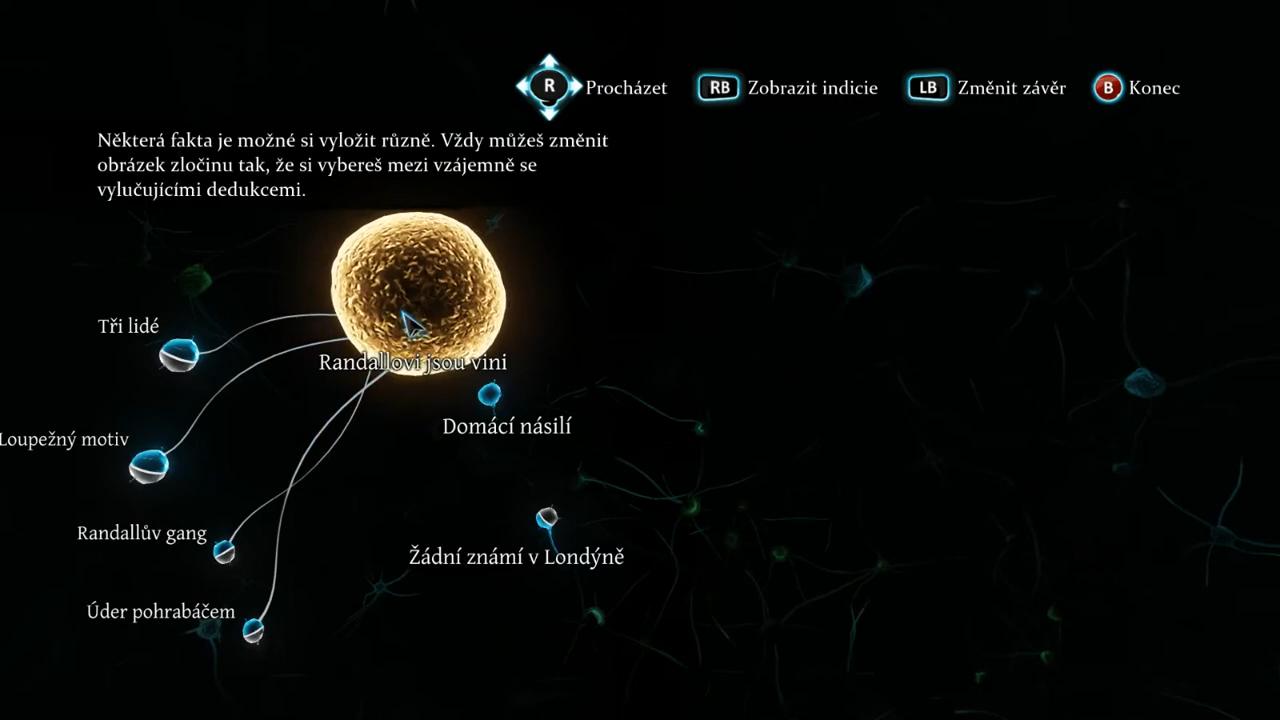 R Procházet RB Zobrazit indicie LB Změnit závěr B Konec
Některá fakta je možné si vyložit různě. Vždy můžeš změnit
obrázek zločinu tak, že si vybereš mezi vzájemně se
vylučujícími dedukcemi.
Tři lidé
Randallovi jsou vini
Domácí násilí
Loupežný motiv
Randallův gang
Žádní známí v Londýně
Úder pohrabáčem